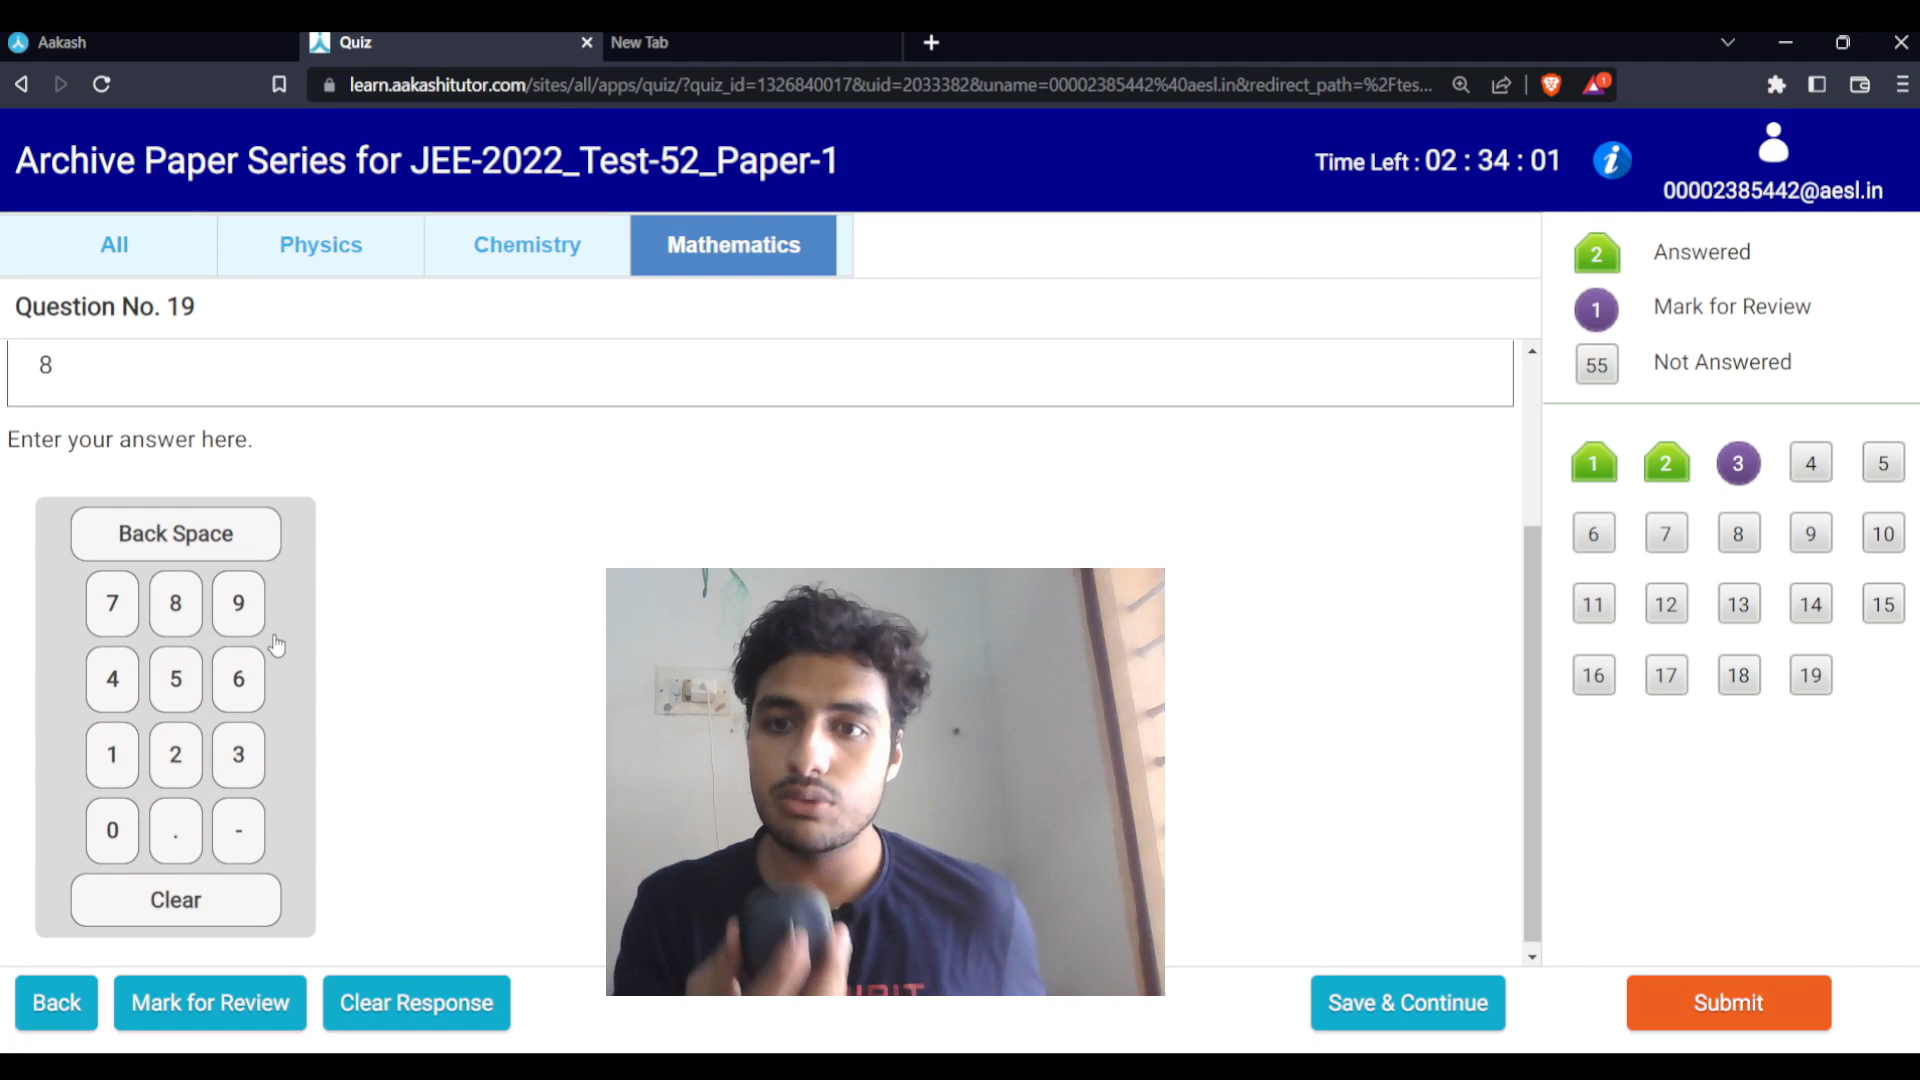 Aakash
Quiz
New Tab
learn.aakashitutor.com/sites/all/apps/quiz/?quiz_id=1326840017&uid=2033382&uname=00002385442%40aesl.in&redirect_path=%2Ftes...
1
Archive Paper Series for JEE-2022_Test-52_Paper-1
Time Left : 02 : 34 : 01
i
00002385442@aesl.in
All
Physics
Chemistry
Mathematics
Question No. 19
8
Enter your answer here.
Back Space
7 8 9
4 5 6
1 2 3
0 . -
Clear
Back
Mark for Review
Clear Response
Save & Continue
Submit
2 Answered
1 Mark for Review
55 Not Answered
1 2 3 4 5
6 7 8 9 10
11 12 13 14 15
16 17 18 19